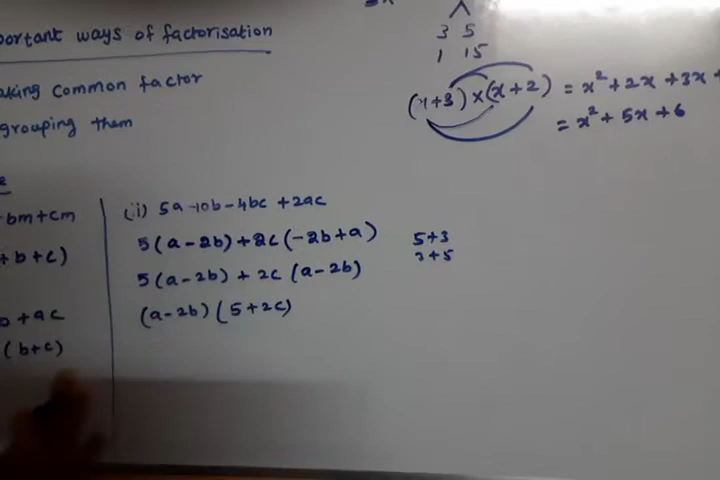 ways of factorisation
common factor
grouping them
bm + cm
+ b + c)
+ ac
(b+c)
(ii) 5a - 10b - 4bc + 2ac
5(a - 2b) + 2c(-2b + a)
5(a - 2b) + 2c (a - 2b)
(a - 2b) (5 + 2c)
5+3
3+5
3 5
1 15
(x+3) × (x+2) = x² + 2x + 3x +
= x² + 5x + 6